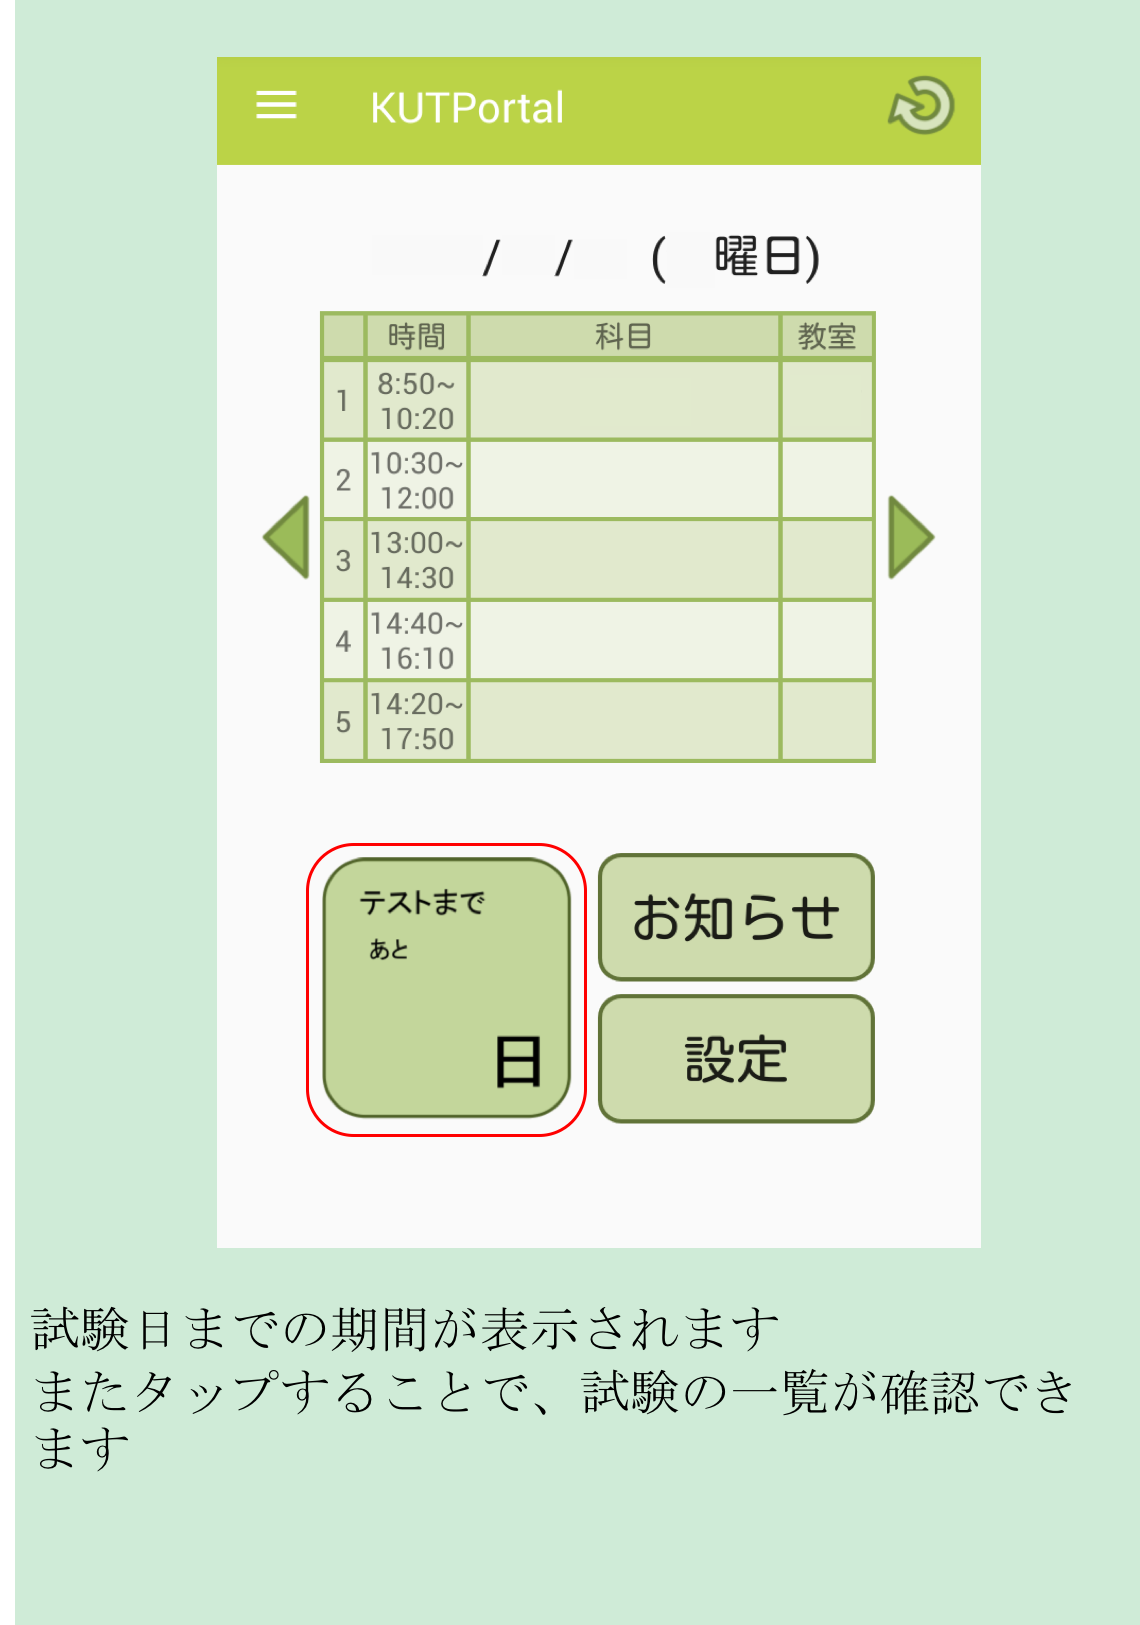 KUTPortal
/ / ( 曜日)
時間 科目 教室
1 8:50~
10:20
2 10:30~
12:00
3 13:00~
14:30
4 14:40~
16:10
5 14:20~
17:50
テストまで
あと
日
お知らせ
設定
試験日までの期間が表示されます
またタップすることで、試験の一覧が確認でき
ます